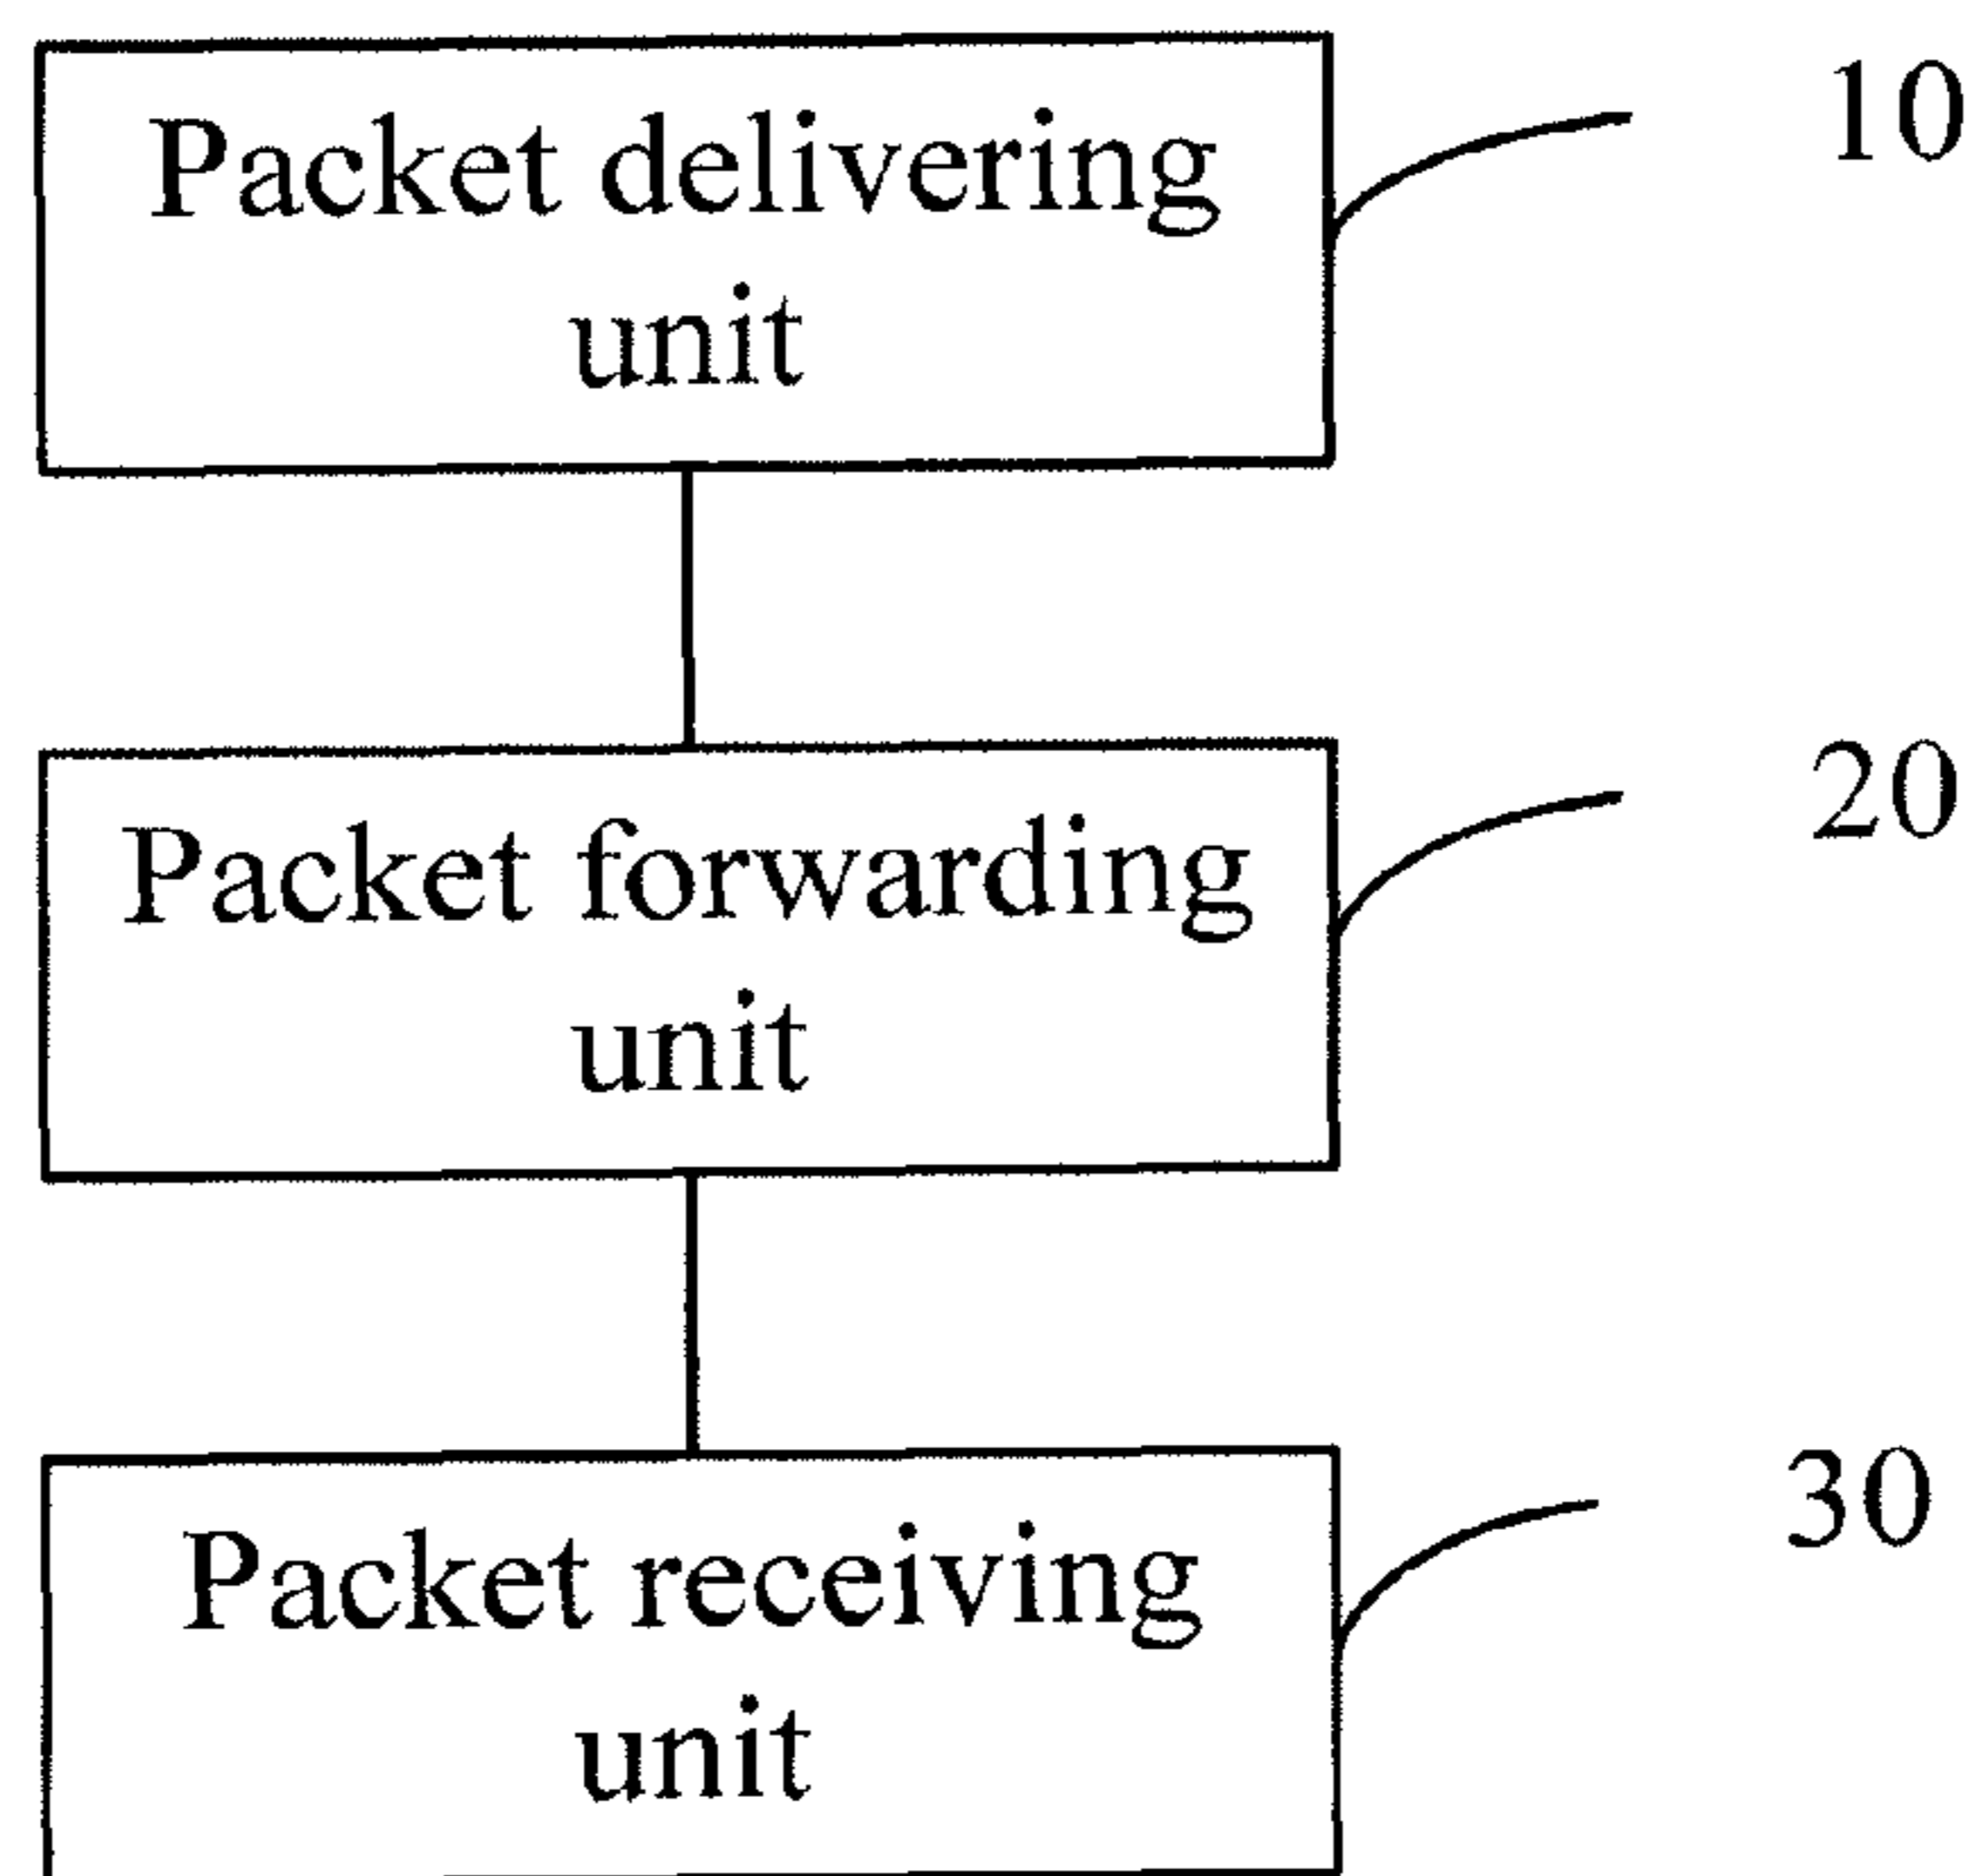 Packet delivering
unit
10
Packet forwarding
unit
20
Packet receiving
unit
30